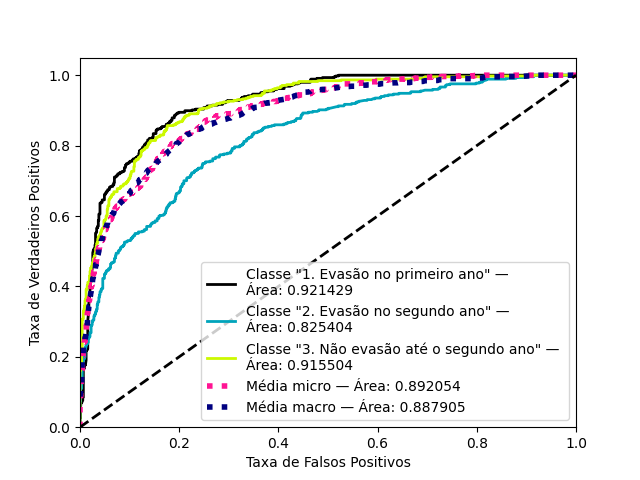 1.0
0.8
0.6
0.4
0.2
0.0
Taxa de Verdadeiros Positivos
Classe "1. Evasão no primeiro ano" —
Área: 0.921429
Classe "2. Evasão no segundo ano" —
Área: 0.825404
Classe "3. Não evasão até o segundo ano" —
Área: 0.915504
Média micro — Área: 0.892054
Média macro — Área: 0.887905
0.0 0.2 0.4 0.6 0.8 1.0
Taxa de Falsos Positivos